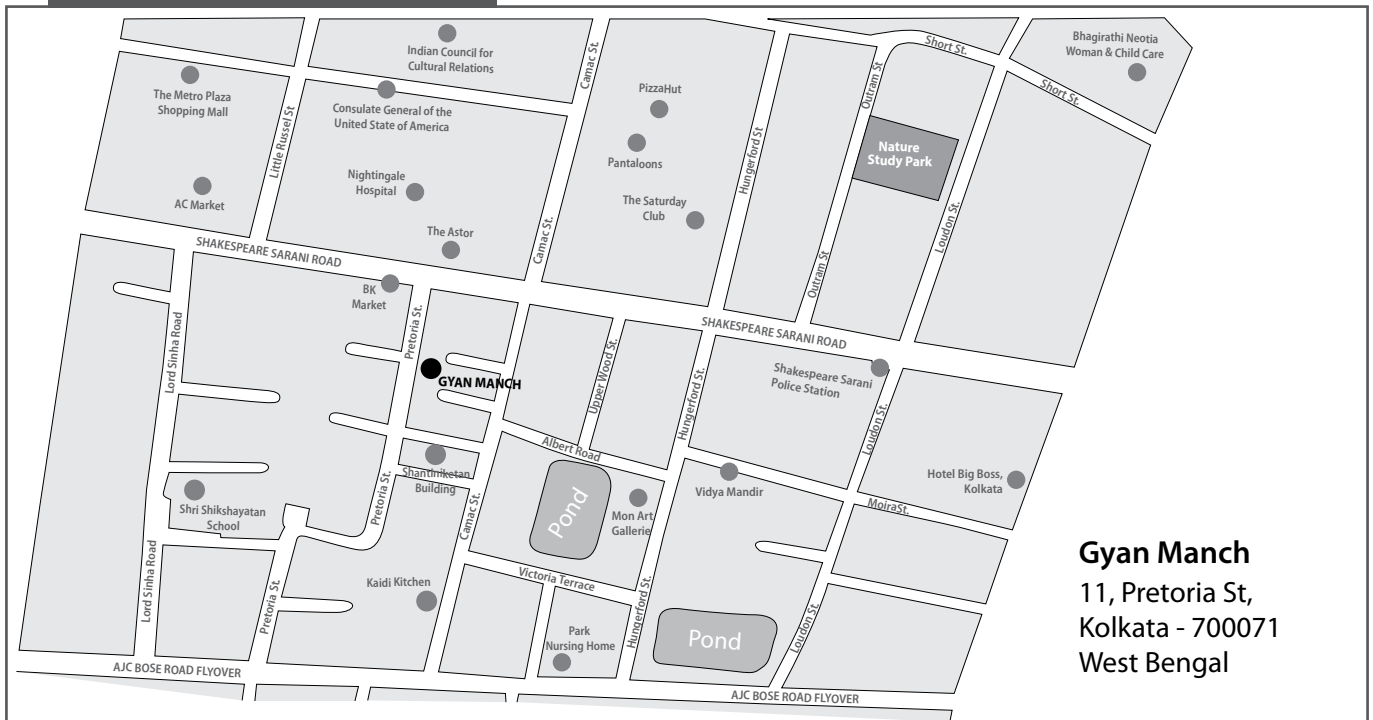 Indian Council for
Cultural Relations
Camac St.
Short St.
Bhagirathi Neotia
Woman & Child Care
The Metro Plaza
Shopping Mall
Consulate General of the
United State of America
PizzaHut
Outram St
Short St.
Little Russel St
Pantaloons
Hungerford St
Nature
Study Park
Nightingale
Hospital
AC Market
The Saturday
Club
The Astor
Camac St.
Loudon St.
SHAKESPEARE SARANI ROAD
Outram St
BK
Market
Pretoria St.
Lord Sinha Road
SHAKESPEARE SARANI ROAD
GYAN MANCH
Upper Wood St.
Hungerford St.
Shakespeare Sarani
Police Station
Loudon St.
Albert Road
Shantiniketan
Building
Pretoria St.
Camac St.
Pond
Vidya Mandir
Hotel Big Boss,
Kolkata
Shri Shikshayatan
School
Mon Art
Gallerie
MoiraSt.
Lord Sinha Road
Pretoria St.
Kaidi Kitchen
Victoria Terrace
Hungerford St.
Park
Nursing Home
Pond
Loudon St.
AJC BOSE ROAD FLYOVER
AJC BOSE ROAD FLYOVER
Gyan Manch
11, Pretoria St,
Kolkata - 700071
West Bengal